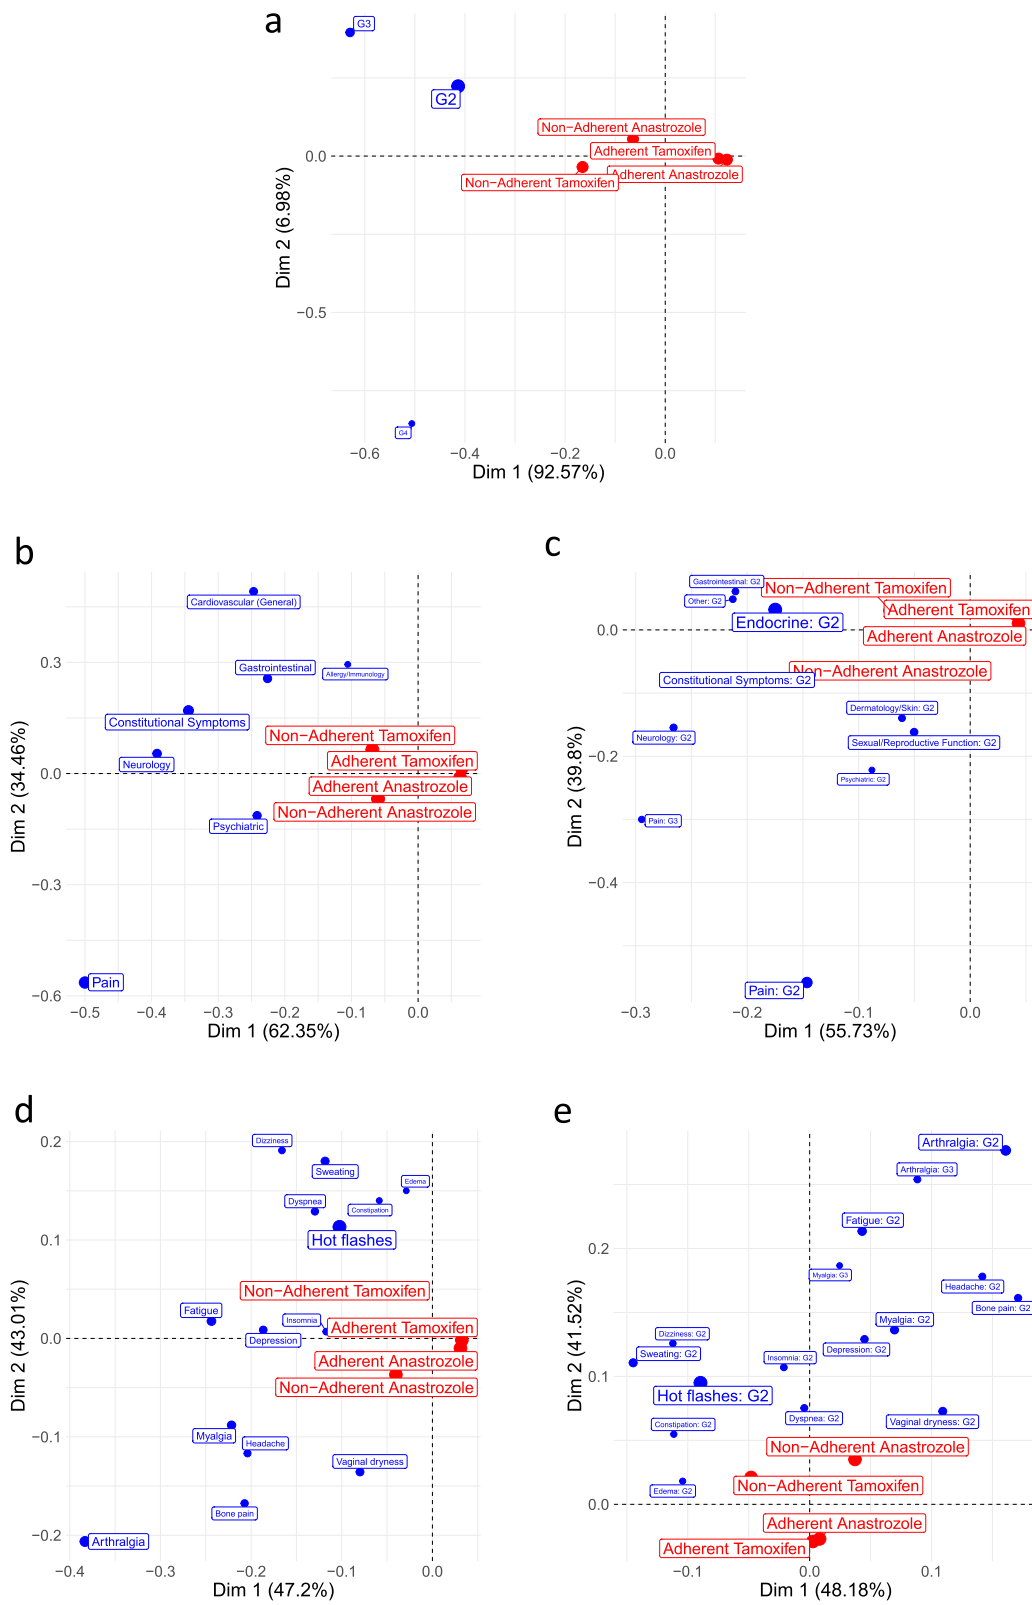 a
G3
G2
Non−Adherent Anastrozole
Adherent Tamoxifen
Adherent Anastrozole
Non−Adherent Tamoxifen
G4
0.0
−0.5
Dim 2 (6.98%)
−0.6
−0.4
−0.2
0.0
Dim 1 (92.57%)
b
Cardiovascular (General)
Gastrointestinal
Allergy/Immunology
Constitutional Symptoms
Non−Adherent Tamoxifen
Neurology
Adherent Tamoxifen
Adherent Anastrozole
Non−Adherent Anastrozole
Psychiatric
Pain
0.3
0.0
−0.3
−0.6
Dim 2 (34.46%)
−0.5
−0.4
−0.3
−0.2
−0.1
0.0
Dim 1 (62.35%)
c
Gastrointestinal: G2
Non−Adherent Tamoxifen
Other: G2
Adherent Tamoxifen
Endocrine: G2
Adherent Anastrozole
Non−Adherent Anastrozole
Constitutional Symptoms: G2
Dermatology/Skin: G2
Neurology: G2
Sexual/Reproductive Function: G2
Psychiatric: G2
Pain: G3
Pain: G2
0.0
−0.2
−0.4
Dim 2 (39.8%)
−0.3
−0.2
−0.1
0.0
Dim 1 (55.73%)
d
Dizziness
Sweating
Edema
Dyspnea
Constipation
Hot flashes
Non−Adherent Tamoxifen
Fatigue
Insomnia
Adherent Tamoxifen
Depression
Adherent Anastrozole
Non−Adherent Anastrozole
Myalgia
Headache
Vaginal dryness
Bone pain
Arthralgia
0.2
0.1
0.0
−0.1
−0.2
Dim 2 (43.01%)
−0.4
−0.3
−0.2
−0.1
0.0
Dim 1 (47.2%)
e
Arthralgia: G2
Arthralgia: G3
Fatigue: G2
Myalgia: G3
Headache: G2
Bone pain: G2
Myalgia: G2
Dizziness: G2
Depression: G2
Sweating: G2
Insomnia: G2
Hot flashes: G2
Dyspnea: G2
Vaginal dryness: G2
Constipation: G2
Non−Adherent Anastrozole
Non−Adherent Tamoxifen
Edema: G2
Adherent Anastrozole
Adherent Tamoxifen
0.2
0.1
0.0
Dim 2 (41.52%)
−0.1
0.0
0.1
Dim 1 (48.18%)